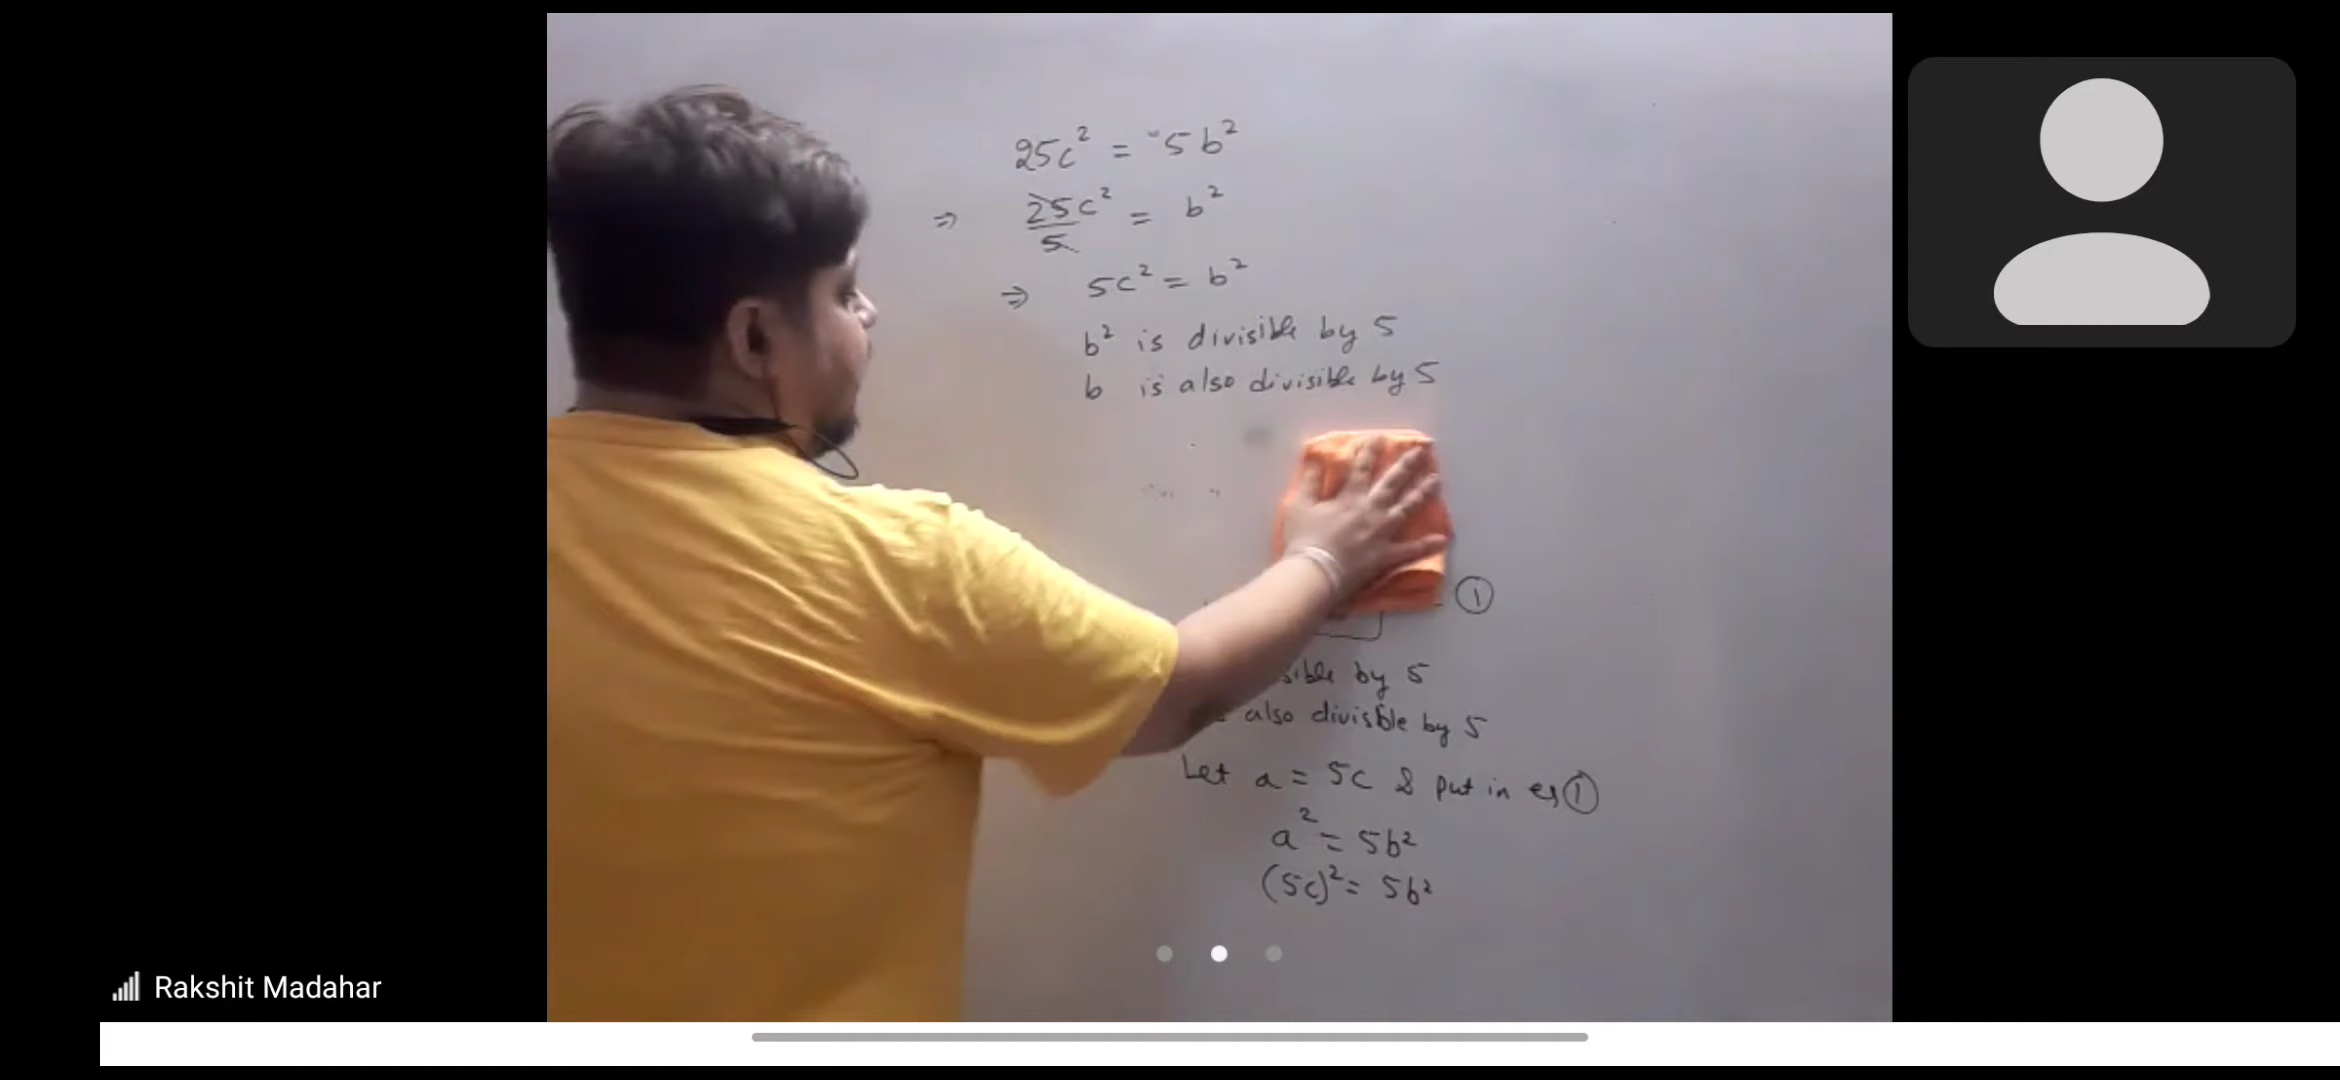 25c² = 5b²
⇒ 25c²/5 = b²
⇒ 5c² = b²
b² is divisible by 5
b is also divisible by 5
①
sible by 5
also divisible by 5
Let a = 5c & put in eq ①
a² = 5b²
(5c)² = 5b²
Rakshit Madahar